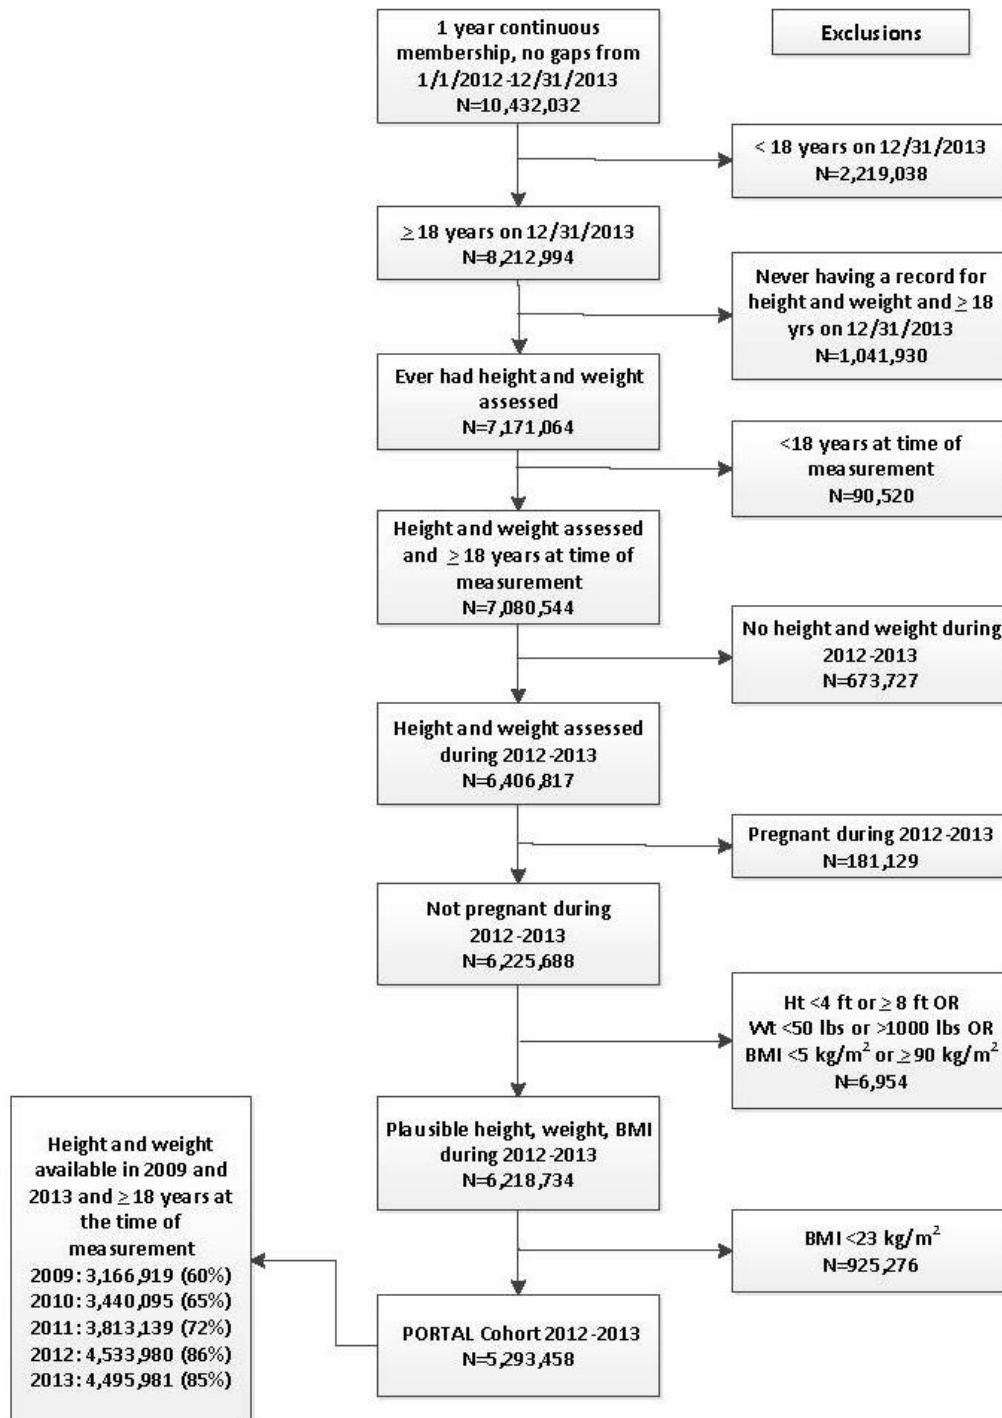 1 year continuous
membership, no gaps from
1/1/2012-12/31/2013
N=10,432,032
Exclusions
< 18 years on 12/31/2013
N=2,219,038
≥ 18 years on 12/31/2013
N=8,212,994
Never having a record for
height and weight and ≥ 18
yrs on 12/31/2013
N=1,041,930
Ever had height and weight
assessed
N=7,171,064
<18 years at time of
measurement
N=90,520
Height and weight assessed
and ≥ 18 years at time of
measurement
N=7,080,544
No height and weight during
2012-2013
N=673,727
Height and weight assessed
during 2012-2013
N=6,406,817
Pregnant during 2012-2013
N=181,129
Not pregnant during
2012-2013
N=6,225,688
Ht <4 ft or ≥ 8 ft OR
Wt <50 lbs or >1000 lbs OR
BMI <5 kg/m² or ≥90 kg/m²
N=6,954
Plausible height, weight, BMI
during 2012-2013
N=6,218,734
BMI <23 kg/m²
N=925,276
PORTAL Cohort 2012-2013
N=5,293,458
Height and weight
available in 2009 and
2013 and ≥ 18 years at
the time of
measurement
2009: 3,166,919 (60%)
2010: 3,440,095 (65%)
2011: 3,813,139 (72%)
2012: 4,533,980 (86%)
2013: 4,495,981 (85%)